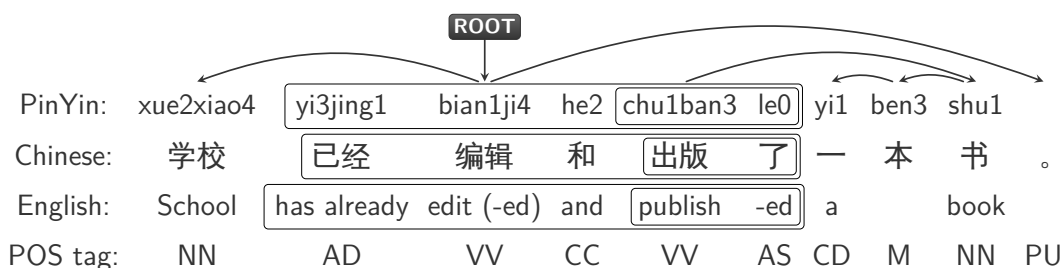 ROOT
PinYin: xue2xiao4 yi3jing1 bian1ji4 he2 chu1ban3 le0 yi1 ben3 shu1
Chinese: 学校 已经 编辑 和 出版 了 一 本 书 。
English: School has already edit (-ed) and publish -ed a book
POS tag: NN AD VV CC VV AS CD M NN PU